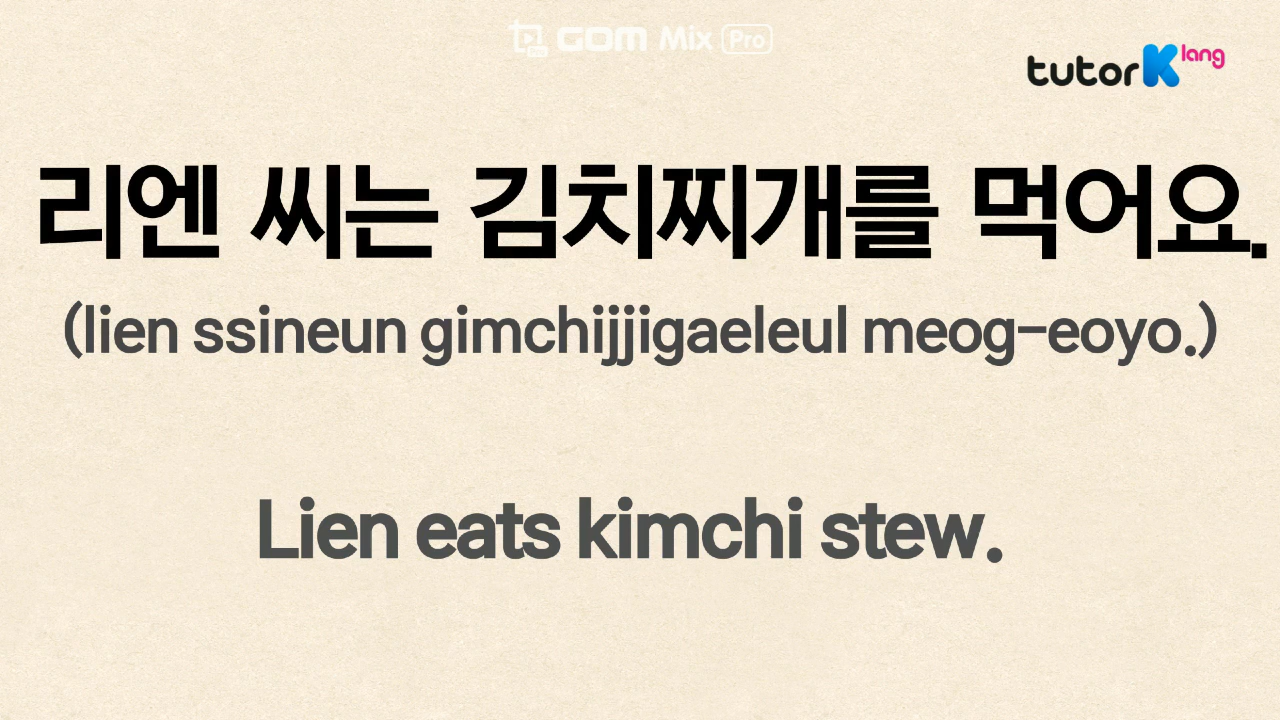 GOM Mix Pro
tutorK lang
리엔 씨는 김치찌개를 먹어요.
(lien ssineun gimchijjigaeleul meog-eoyo.)
Lien eats kimchi stew.